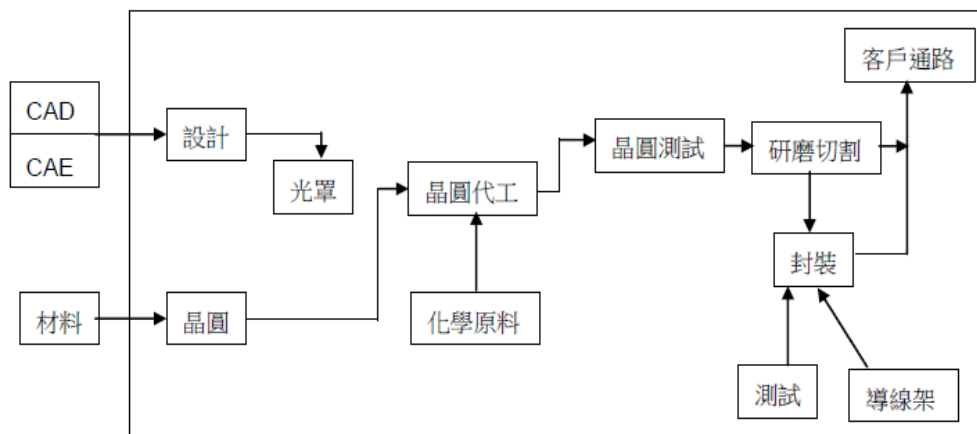 客戶通路
CAD
CAE
設計
晶圓測試
研磨切割
光罩
晶圓代工
封裝
材料
晶圓
化學原料
測試
導線架